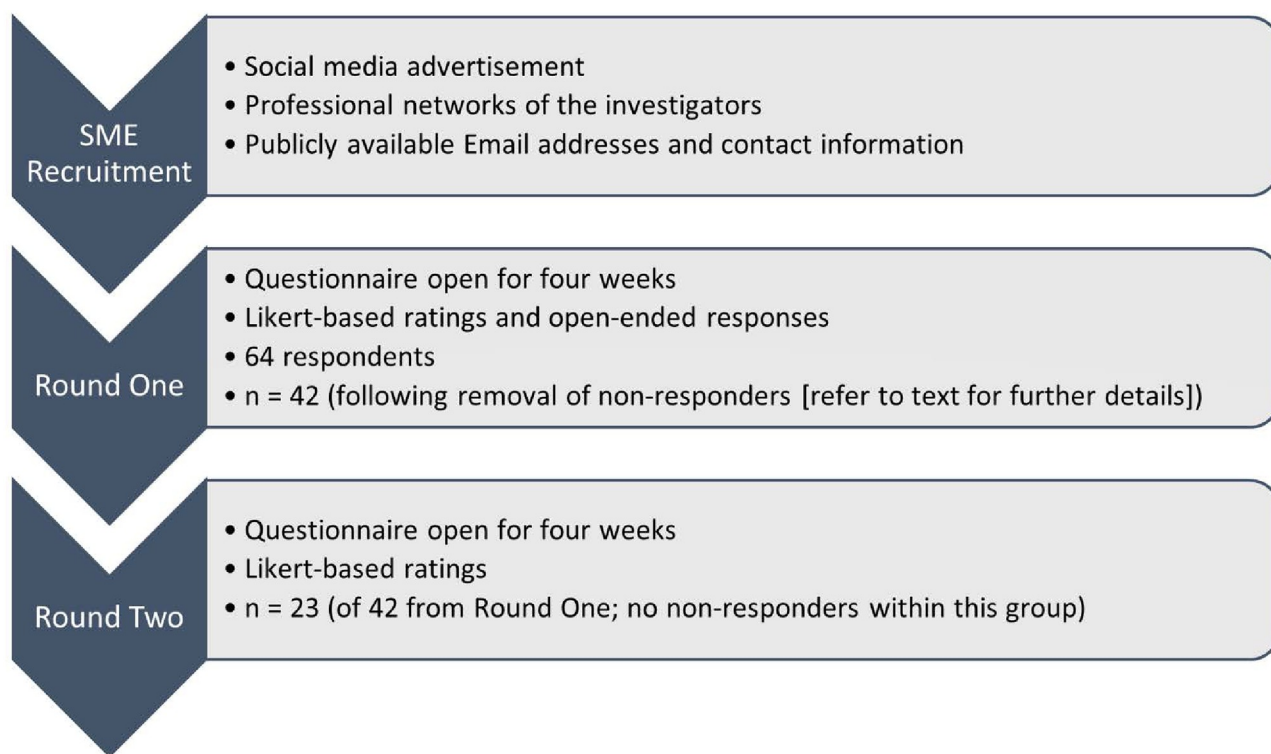 SME
Recruitment
• Social media advertisement
• Professional networks of the investigators
• Publicly available Email addresses and contact information
Round One
• Questionnaire open for four weeks
• Likert-based ratings and open-ended responses
• 64 respondents
• n = 42 (following removal of non-responders [refer to text for further details])
Round Two
• Questionnaire open for four weeks
• Likert-based ratings
• n = 23 (of 42 from Round One; no non-responders within this group)